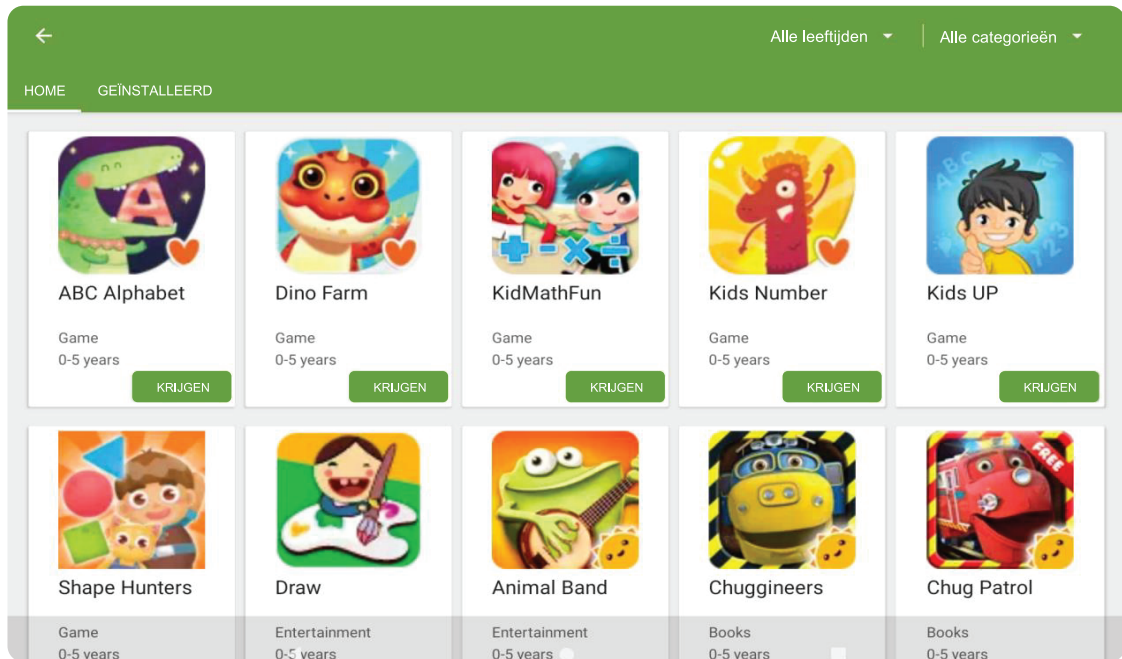 Alle leeftijden
Alle categorieën
HOME
GEÏNSTALLEERD
ABC Alphabet
Game
0-5 years
KRIJGEN
Dino Farm
Game
0-5 years
KRIJGEN
KidMathFun
Game
0-5 years
KRIJGEN
Kids Number
Game
0-5 years
KRIJGEN
Kids UP
Game
0-5 years
KRIJGEN
Shape Hunters
Game
0-5 years
Draw
Entertainment
0-5 years
Animal Band
Entertainment
0-5 years
Chuggineers
Books
0-5 years
FREE
Chug Patrol
Books
0-5 years